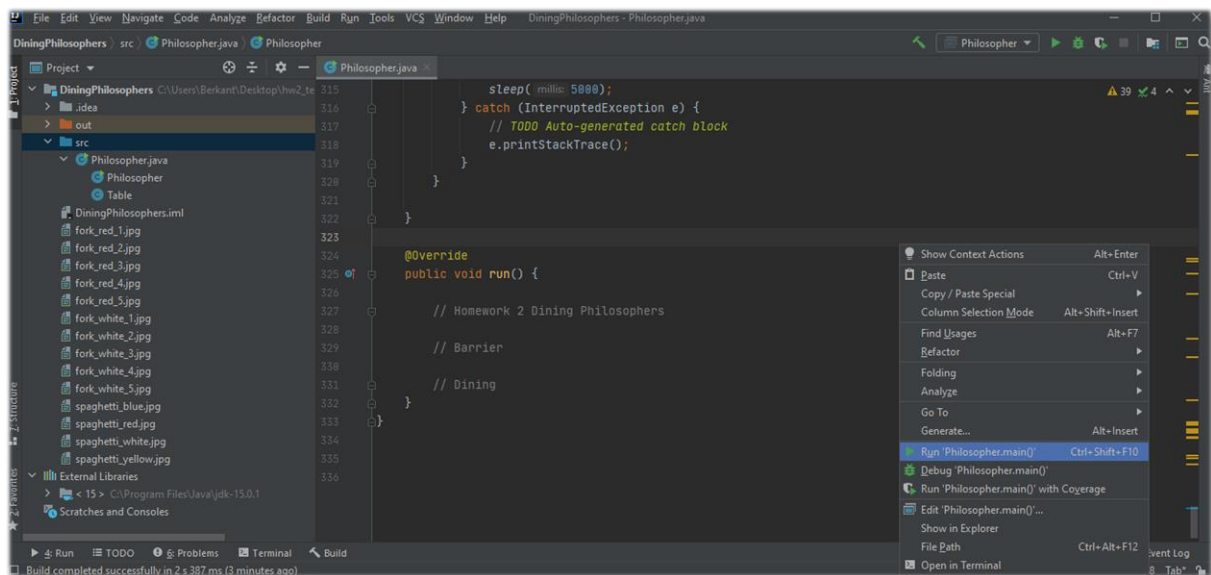 File Edit View Navigate Code Analyze Refactor Build Run Tools VCS Window Help DiningPhilosophers - Philosopher.java
DiningPhilosophers src Philosopher.java Philosopher
Philosopher
1: Project
Project
Philosopher.java
Ant
DiningPhilosophers C:\Users\Berkant\Desktop\hw2_te
.idea
out
src
Philosopher.java
Philosopher
Table
DiningPhilosophers.iml
fork_red_1.jpg
fork_red_2.jpg
fork_red_3.jpg
fork_red_4.jpg
fork_red_5.jpg
fork_white_1.jpg
fork_white_2.jpg
fork_white_3.jpg
fork_white_4.jpg
fork_white_5.jpg
spaghetti_blue.jpg
spaghetti_red.jpg
spaghetti_white.jpg
spaghetti_yellow.jpg
External Libraries
< 15 > C:\Program Files\Java\jdk-15.0.1
Scratches and Consoles
7: Structure
2: Favorites
39 4
315 sleep( millis: 5000);
316 } catch (InterruptedException e) {
317 // TODO Auto-generated catch block
318 e.printStackTrace();
319 }
320 }
321
322 }
323
324 @Override
325 public void run() {
326
327 // Homework 2 Dining Philosophers
328
329 // Barrier
330
331 // Dining
332 }
333 }
334
335
336
Show Context Actions Alt+Enter
Paste Ctrl+V
Copy / Paste Special
Column Selection Mode Alt+Shift+Insert
Find Usages Alt+F7
Refactor
Folding
Analyze
Go To
Generate... Alt+Insert
Run 'Philosopher.main()' Ctrl+Shift+F10
Debug 'Philosopher.main()'
Run 'Philosopher.main()' with Coverage
Edit 'Philosopher.main()'...
Show in Explorer
File Path Ctrl+Alt+F12
Open in Terminal
4: Run TODO 6: Problems Terminal Build
Event Log
Build completed successfully in 2 s 387 ms (3 minutes ago)
8 Tab*